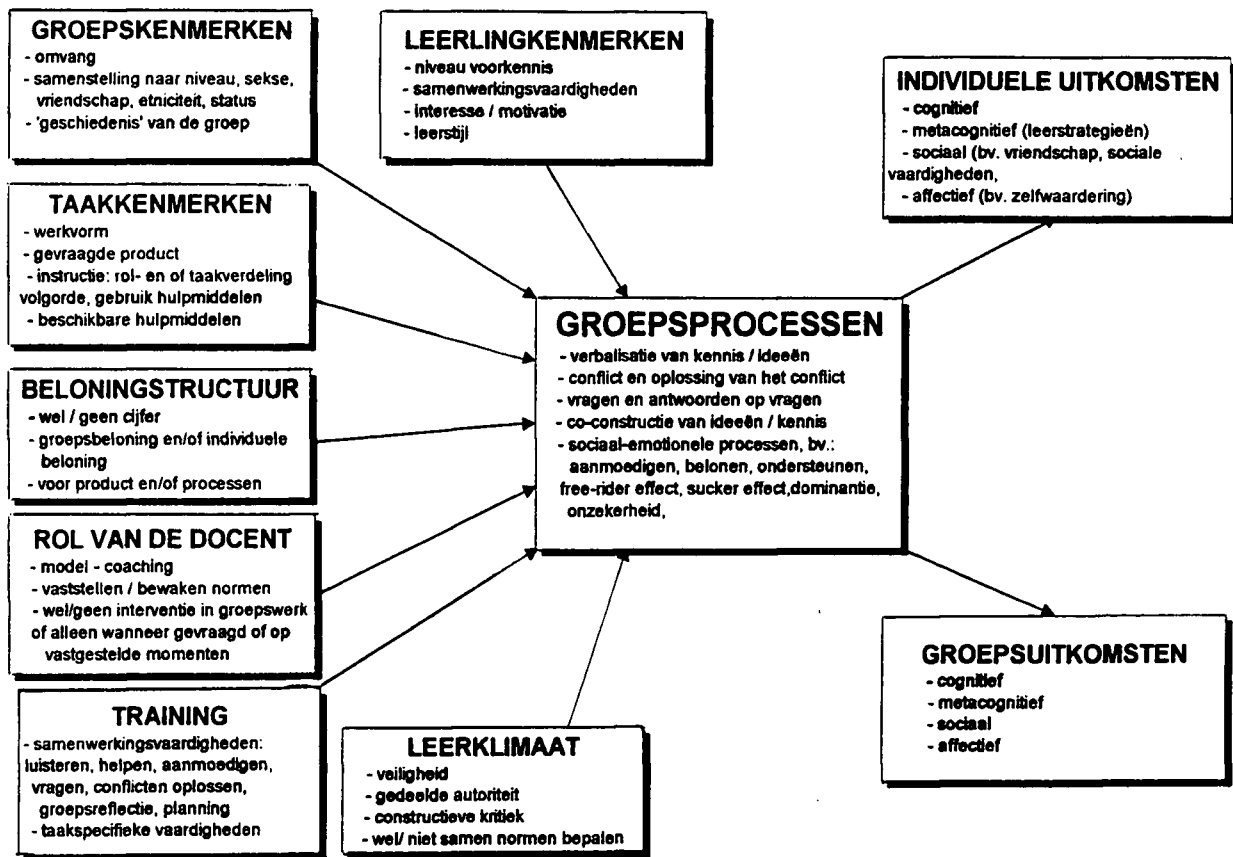 GROEPSKENMERKEN
- omvang
- samenstelling naar niveau, sekse,
vriendschap, etniciteit, status
- 'geschiedenis' van de groep
LEERLINGKENMERKEN
- niveau voorkennis
- samenwerkingsvaardigheden
- interesse / motivatie
- leerstijl
INDIVIDUELE UITKOMSTEN
- cognitief
- metacognitief (leerstrategieën)
- sociaal (bv. vriendschap, sociale
vaardigheden,
- affectief (bv. zelfwaardering)
TAAKKENMERKEN
- werkvorm
- gevraagde product
- instructie: rol- en of taakverdeling
volgorde, gebruik hulpmiddelen
- beschikbare hulpmiddelen
GROEPSPROCESSEN
- verbalisatie van kennis / ideeën
- conflict en oplossing van het conflict
- vragen en antwoorden op vragen
- co-constructie van ideeën / kennis
- sociaal-emotionele processen, bv.:
aanmoedigen, belonen, ondersteunen,
free-rider effect, sucker effect,dominantie,
onzekerheid,
BELONINGSTRUCTUUR
- wel / geen cijfer
- groepsbeloning en/of individuele
beloning
- voor product en/of processen
ROL VAN DE DOCENT
- model - coaching
- vaststellen / bewaken normen
- wel/geen interventie in groepswerk
of alleen wanneer gevraagd of op
vastgestelde momenten
GROEPSUITKOMSTEN
- cognitief
- metacognitief
- sociaal
- affectief
TRAINING
- samenwerkingsvaardigheden:
luisteren, helpen, aanmoedigen,
vragen, conflicten oplossen,
groepsreflectie, planning
- taakspecifieke vaardigheden
LEERKLIMAAT
- veiligheid
- gedeelde autoriteit
- constructieve kritiek
- wel/ niet samen normen bepalen